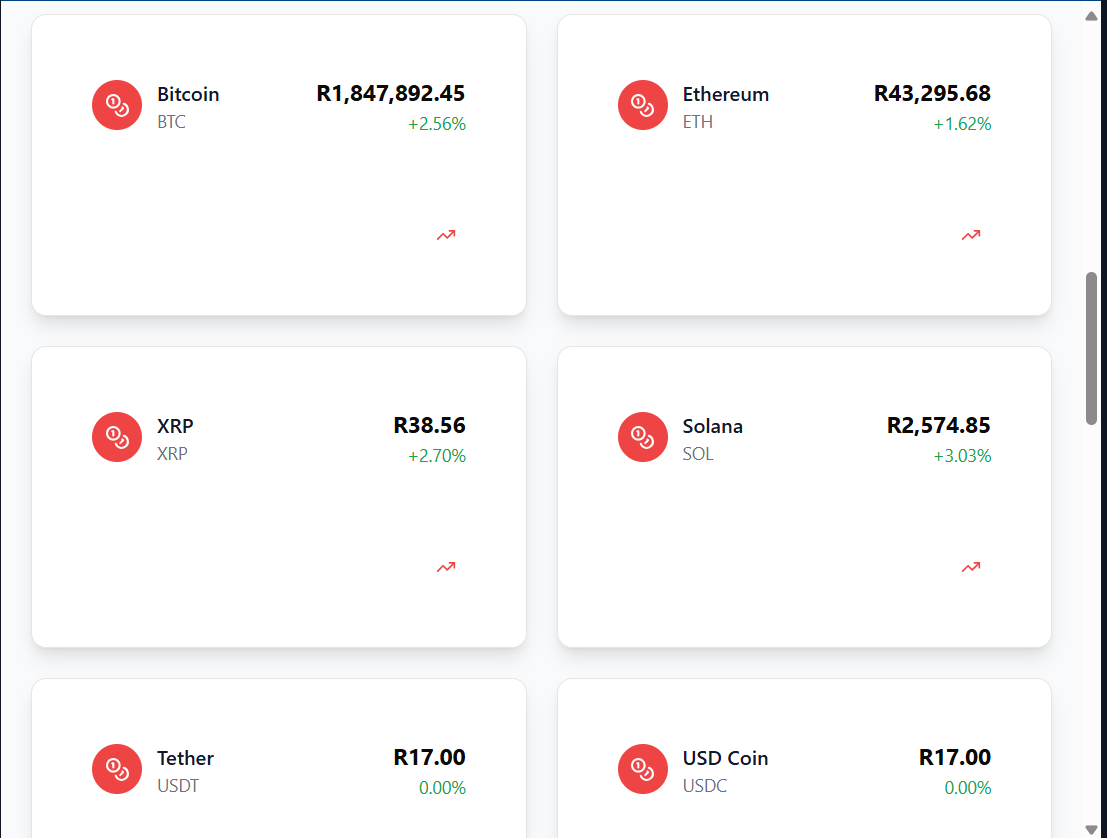 Bitcoin
R1,847,892.45
BTC
+2.56%
Ethereum
R43,295.68
ETH
+1.62%
XRP
R38.56
XRP
+2.70%
Solana
R2,574.85
SOL
+3.03%
Tether
R17.00
USDT
0.00%
USD Coin
R17.00
USDC
0.00%